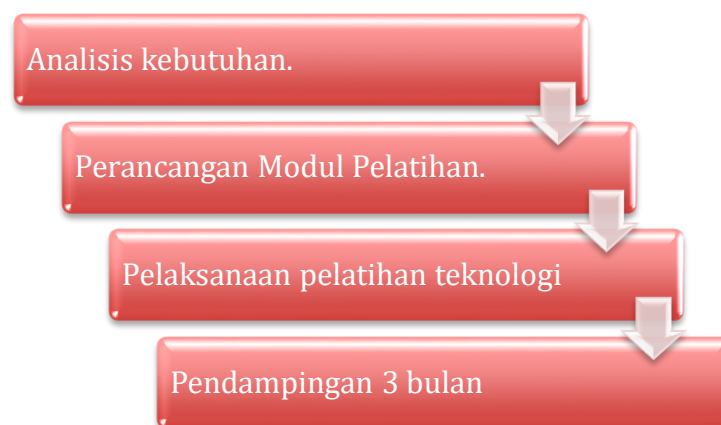 Analisis kebutuhan.
Perancangan Modul Pelatihan.
Pelaksanaan pelatihan teknologi
Pendampingan 3 bulan